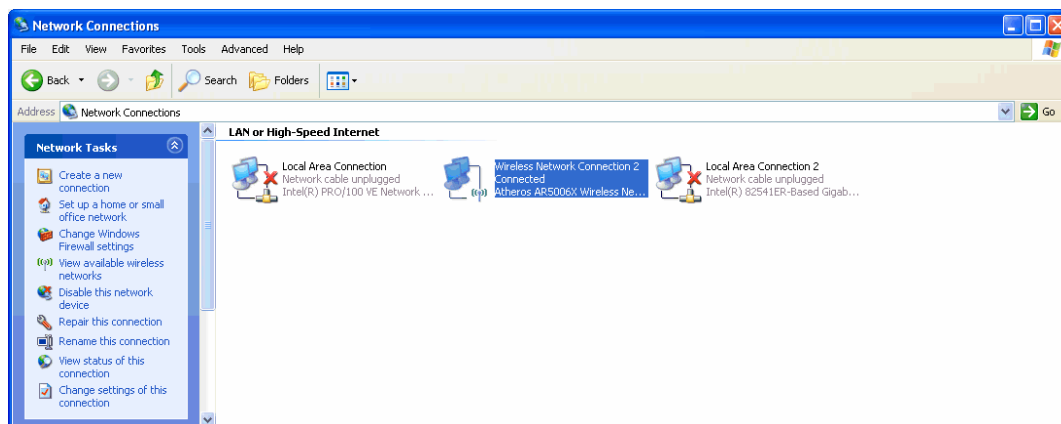 Network Connections
File Edit View Favorites Tools Advanced Help
Back Search Folders
Address Network Connections Go
Network Tasks
Create a new
connection
Set up a home or small
office network
Change Windows
Firewall settings
View available wireless
networks
Disable this network
device
Repair this connection
Rename this connection
View status of this
connection
Change settings of this
connection
LAN or High-Speed Internet
Local Area Connection
Network cable unplugged
Intel(R) PRO/100 VE Network ...
Wireless Network Connection 2
Connected
Atheros AR5006X Wireless Ne...
Local Area Connection 2
Network cable unplugged
Intel(R) 82541ER-Based Gigab...